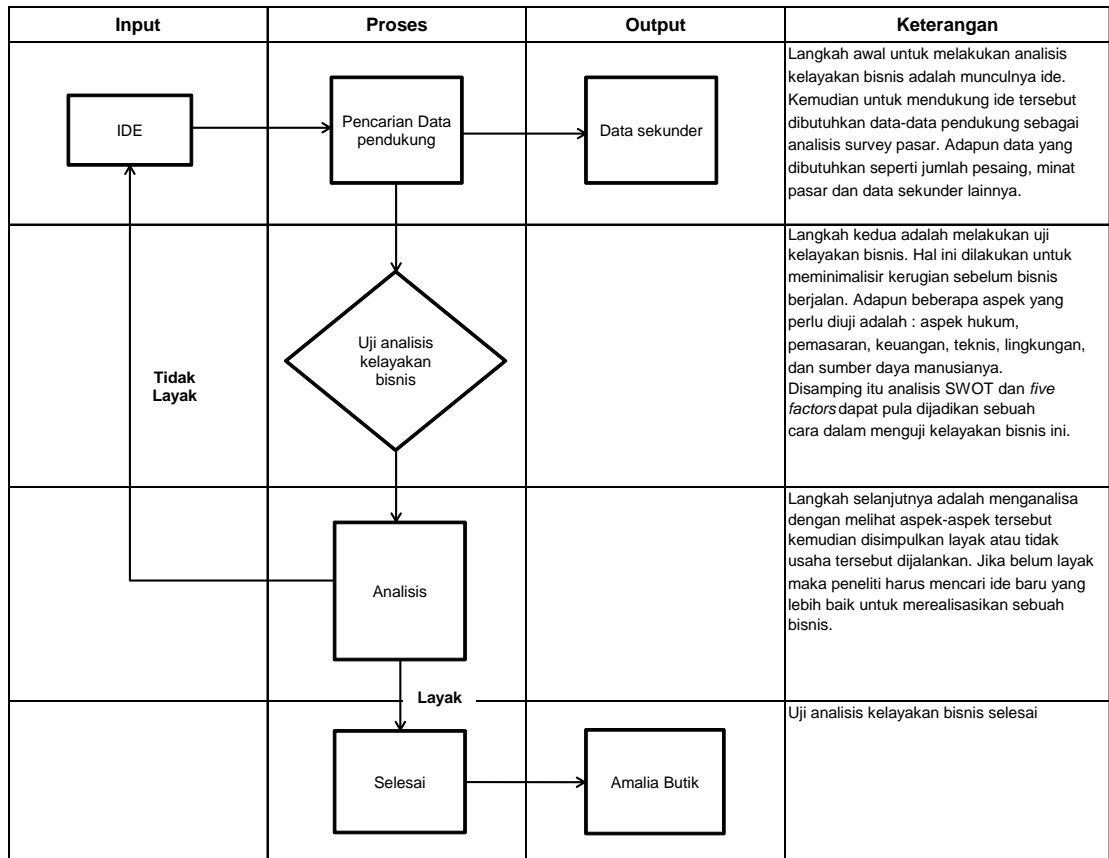 Input
Proses
Output
Keterangan
IDE
Pencarian Data
pendukung
Data sekunder
Langkah awal untuk melakukan analisis
kelayakan bisnis adalah munculnya ide.
Kemudian untuk mendukung ide tersebut
dibutuhkan data-data pendukung sebagai
analisis survey pasar. Adapun data yang
dibutuhkan seperti jumlah pesaing, minat
pasar dan data sekunder lainnya.
Tidak
Layak
Uji analisis
kelayakan
bisnis
Langkah kedua adalah melakukan uji
kelayakan bisnis. Hal ini dilakukan untuk
meminimalisir kerugian sebelum bisnis
berjalan. Adapun beberapa aspek yang
perlu diuji adalah : aspek hukum,
pemasaran, keuangan, teknis, lingkungan,
dan sumber daya manusianya.
Disamping itu analisis SWOT dan five
factors dapat pula dijadikan sebuah
cara dalam menguji kelayakan bisnis ini.
Analisis
Langkah selanjutnya adalah menganalisa
dengan melihat aspek-aspek tersebut
kemudian disimpulkan layak atau tidak
usaha tersebut dijalankan. Jika belum layak
maka peneliti harus mencari ide baru yang
lebih baik untuk merealisasikan sebuah
bisnis.
Layak
Selesai
Amalia Butik
Uji analisis kelayakan bisnis selesai